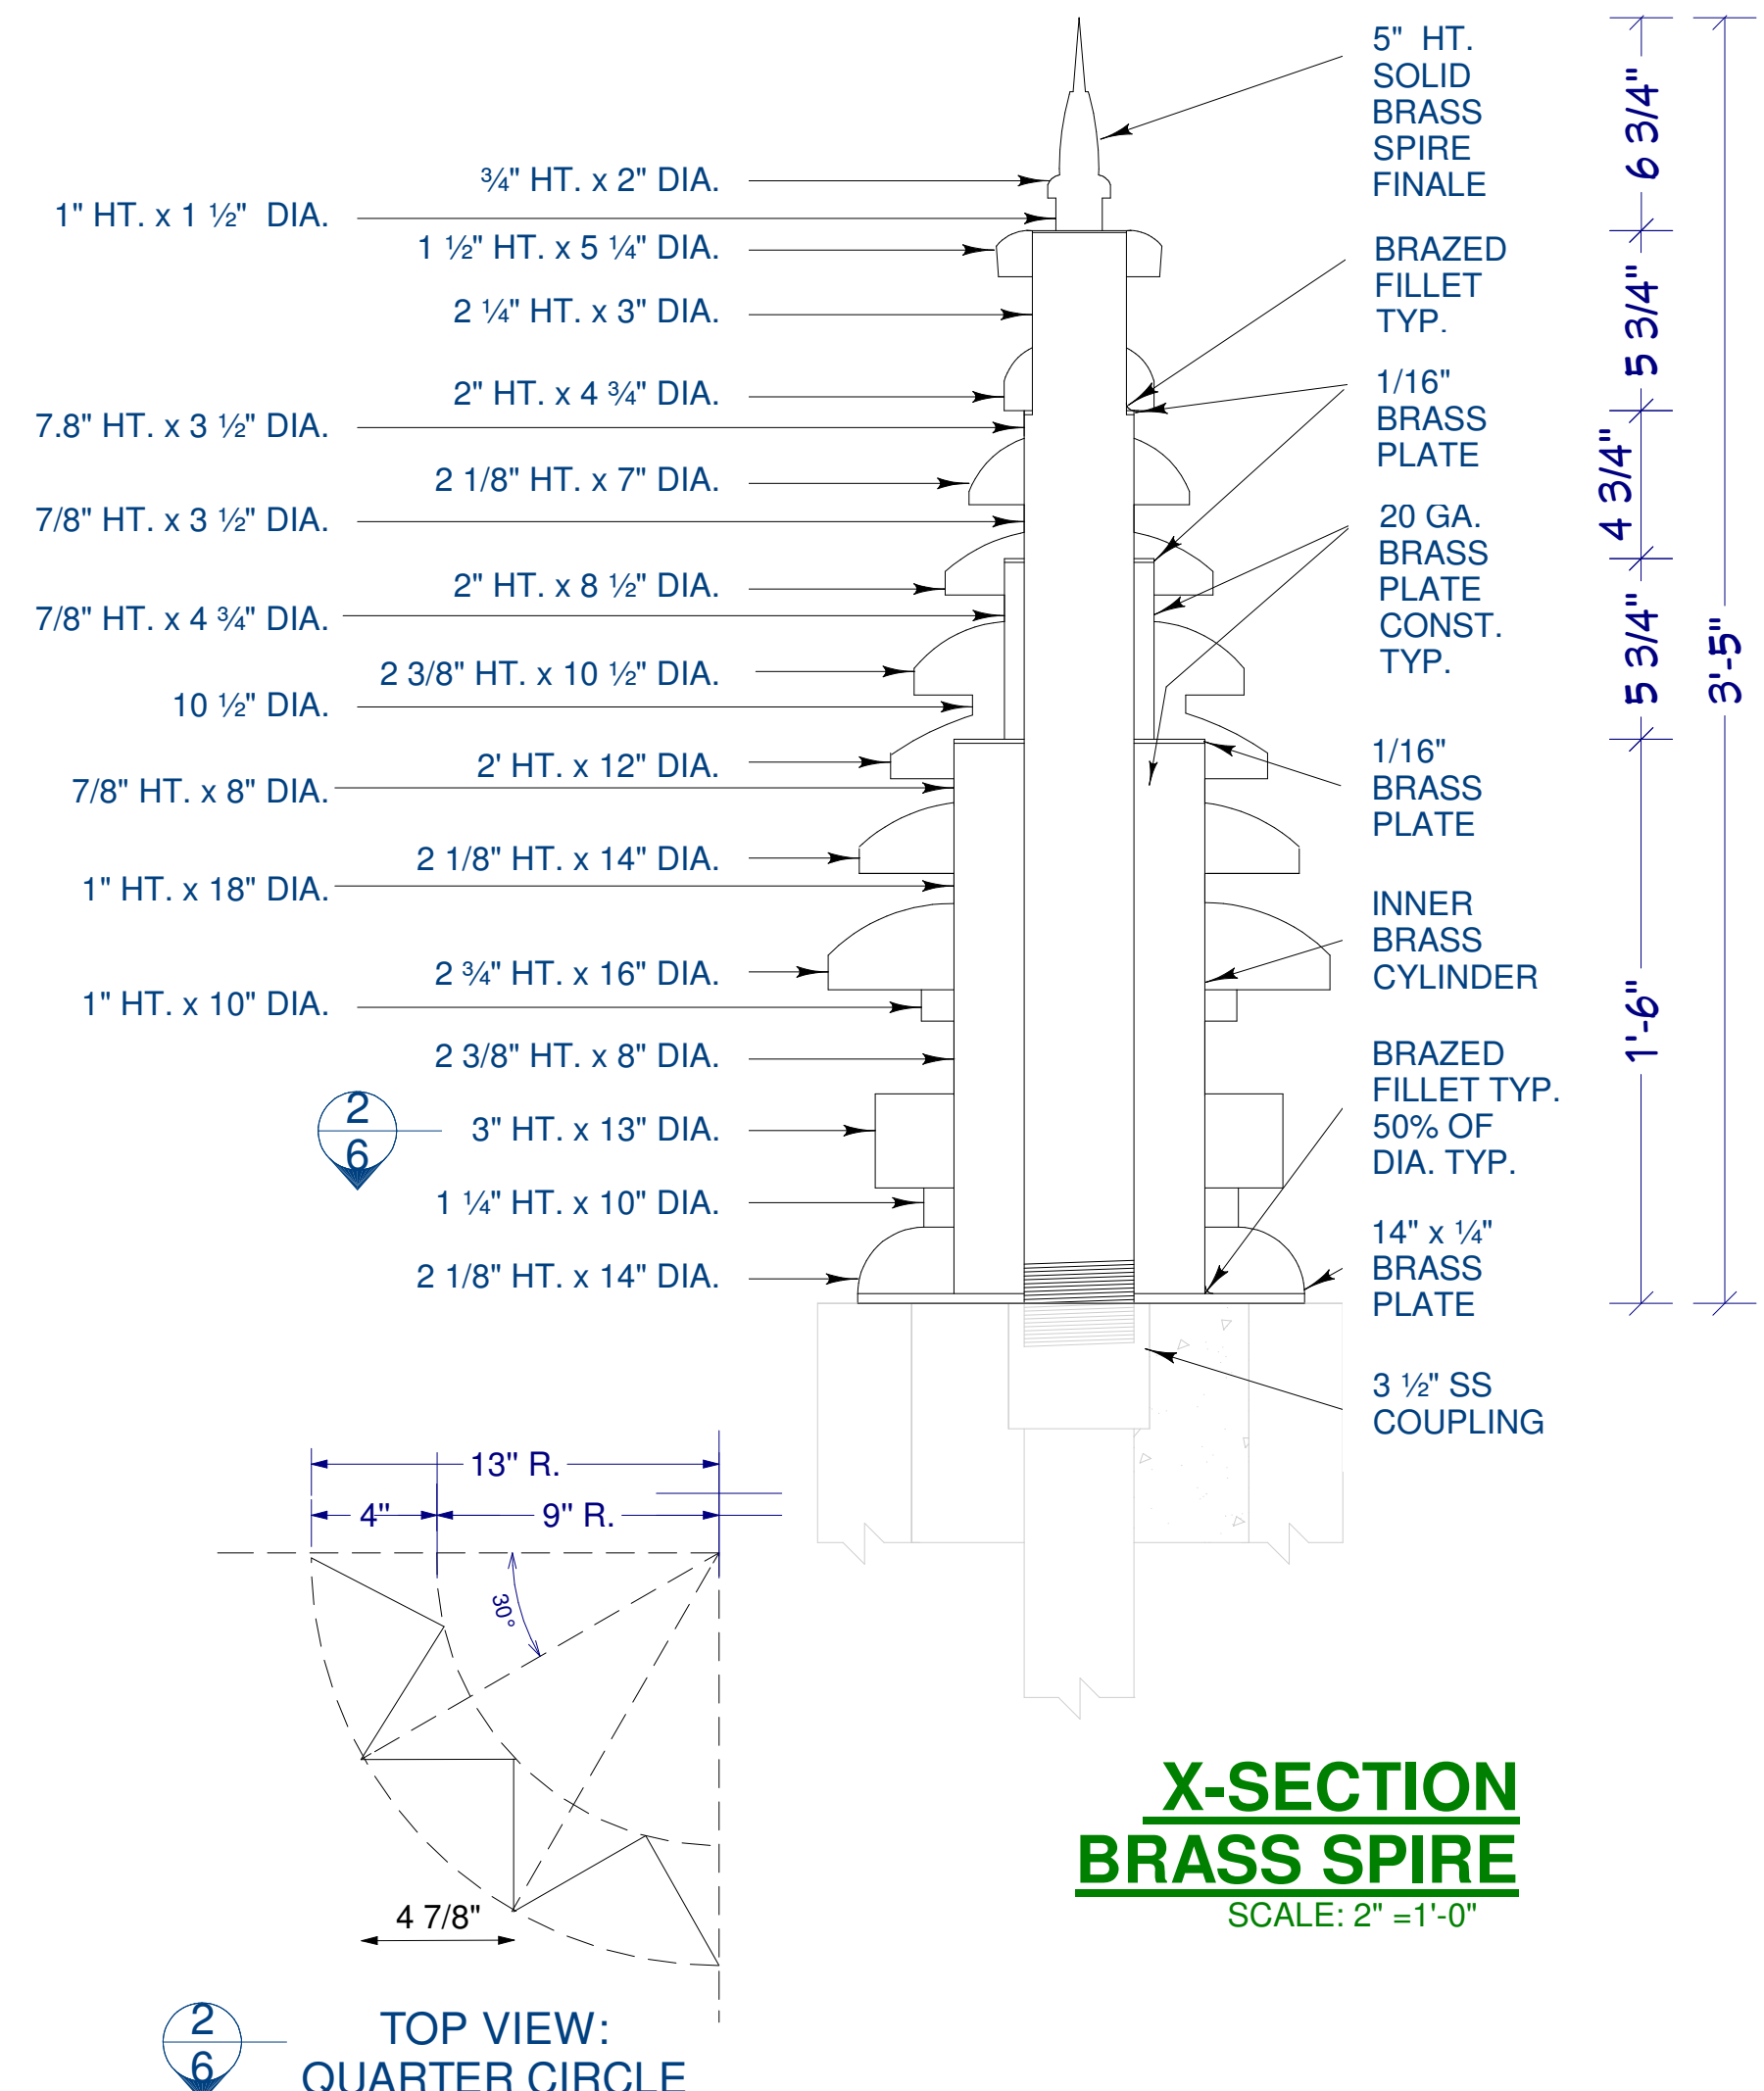 ¾" HT. x 2" DIA.
1" HT. x 1 ½" DIA.
1 ½" HT. x 5 ¼" DIA.
2 ¼" HT. x 3" DIA.
2" HT. x 4 ¾" DIA.
7.8" HT. x 3 ½" DIA.
2 1/8" HT. x 7" DIA.
7/8" HT. x 3 ½" DIA.
2" HT. x 8 ½" DIA.
7/8" HT. x 4 ¾" DIA.
2 3/8" HT. x 10 ½" DIA.
10 ½" DIA.
2' HT. x 12" DIA.
7/8" HT. x 8" DIA.
2 1/8" HT. x 14" DIA.
1" HT. x 18" DIA.
2 ¾" HT. x 16" DIA.
1" HT. x 10" DIA.
2 3/8" HT. x 8" DIA.
2
6
3" HT. x 13" DIA.
1 ¼" HT. x 10" DIA.
2 1/8" HT. x 14" DIA.
5" HT.
SOLID
BRASS
SPIRE
FINALE
BRAZED
FILLET
TYP.
1/16"
BRASS
PLATE
20 GA.
BRASS
PLATE
CONST.
TYP.
1/16"
BRASS
PLATE
INNER
BRASS
CYLINDER
BRAZED
FILLET TYP.
50% OF
DIA. TYP.
14" x ¼"
BRASS
PLATE
3 ½" SS
COUPLING
6 3/4"
5 3/4"
4 3/4"
5 3/4"
1'-6"
3'-5"
13" R.
4"
9" R.
30°
4 7/8"
2
6
TOP VIEW:
QUARTER CIRCLE
X-SECTION
BRASS SPIRE
SCALE: 2" =1'-0"